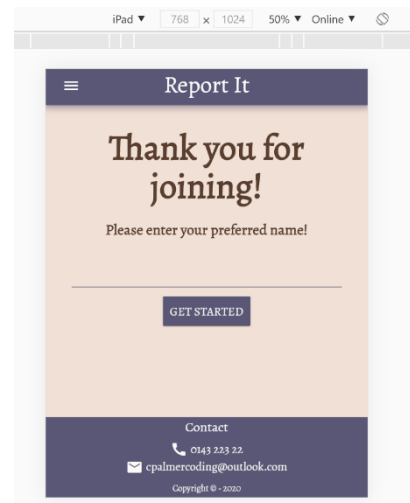 iPad ▼ 768 x 1024 50% ▼ Online ▼
Report It
Thank you for
joining!
Please enter your preferred name!
GET STARTED
Contact
0143 223 22
cpalmercoding@outlook.com
Copyright © - 2020